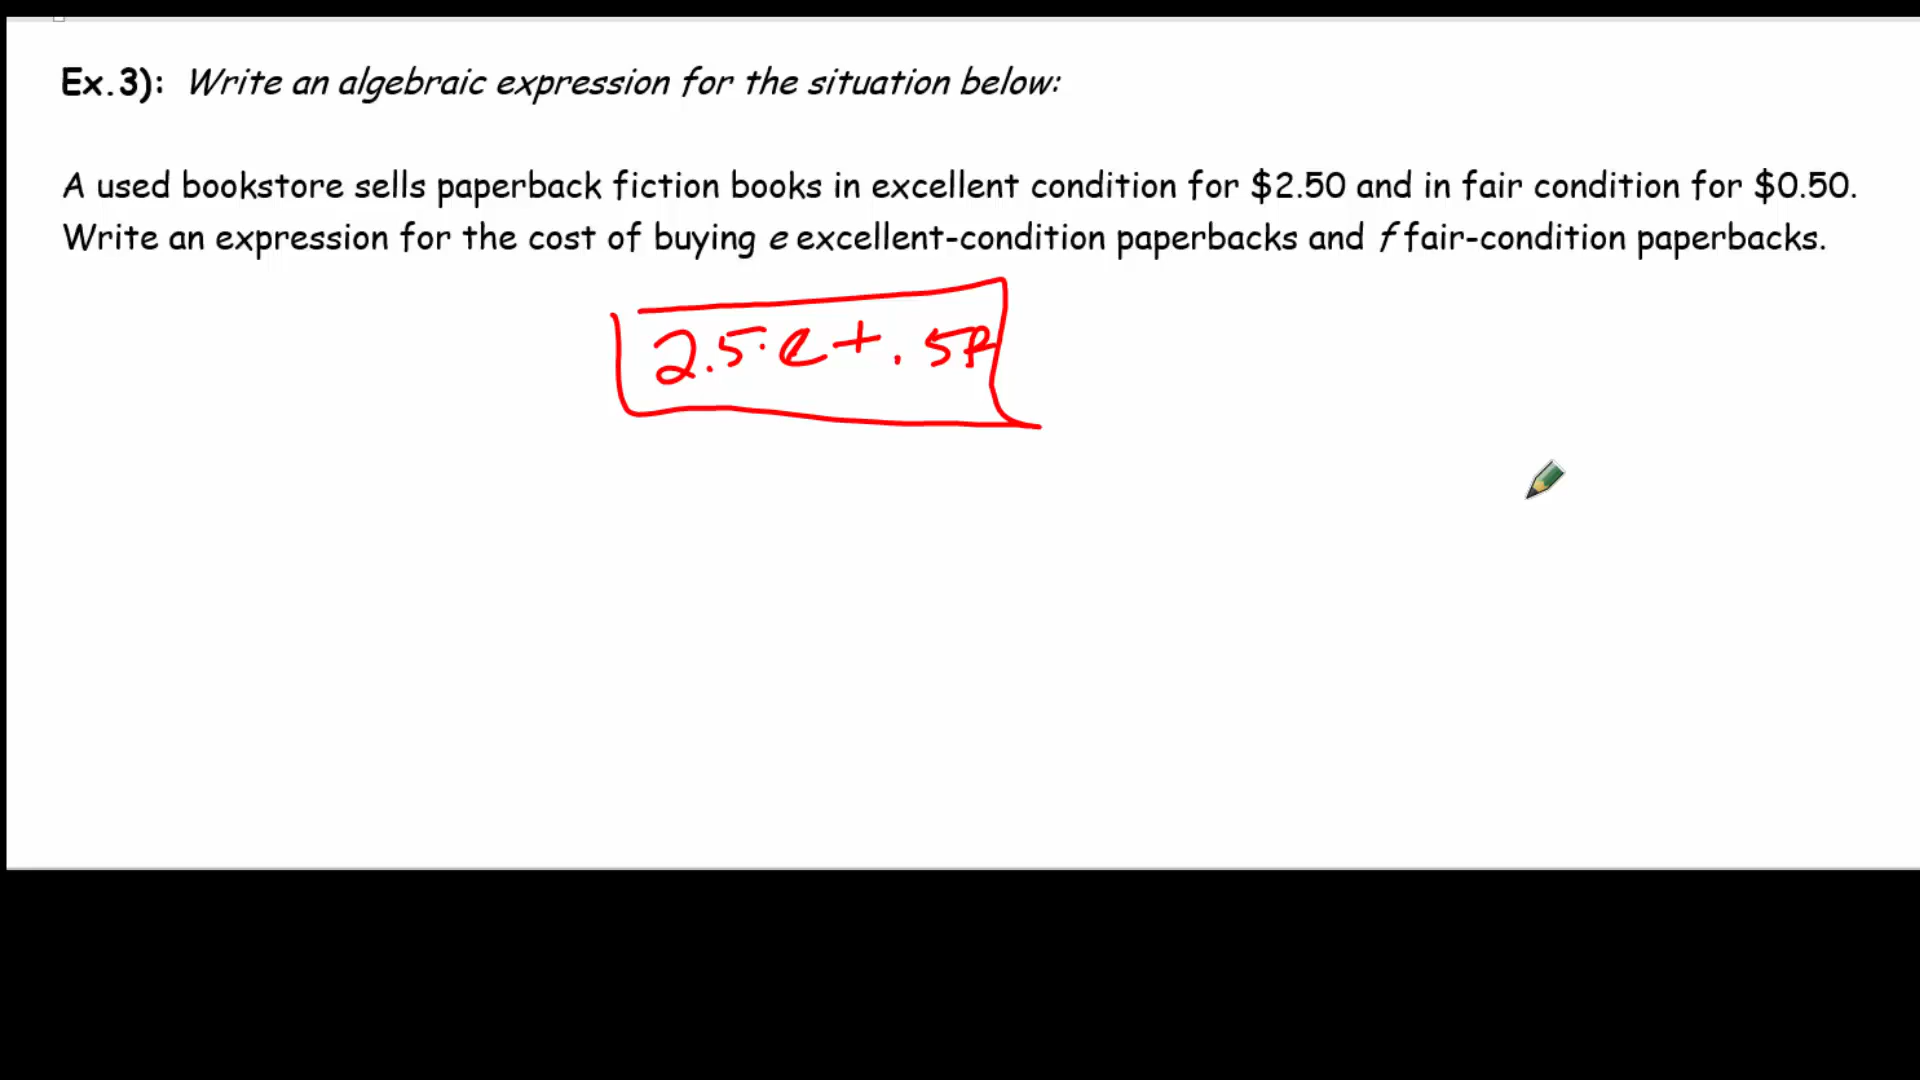 Ex.3): Write an algebraic expression for the situation below:
A used bookstore sells paperback fiction books in excellent condition for $2.50 and in fair condition for $0.50.
Write an expression for the cost of buying e excellent-condition paperbacks and f fair-condition paperbacks.
2.5·e+.5f